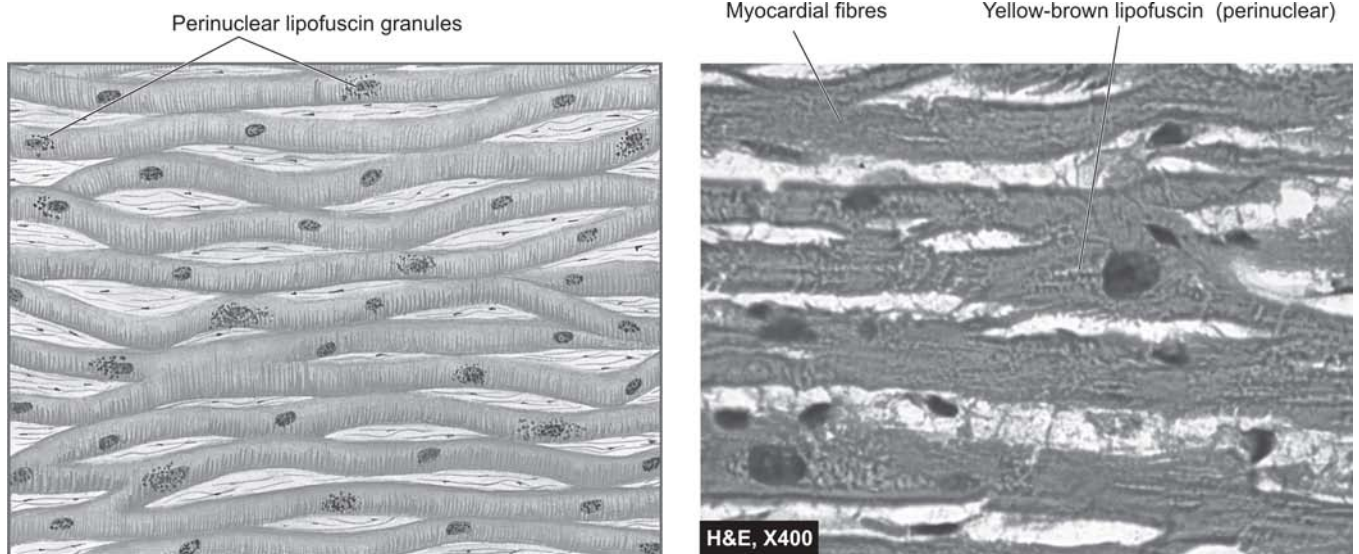 Perinuclear lipofuscin granules
Myocardial fibres
Yellow-brown lipofuscin (perinuclear)
H&E, X400